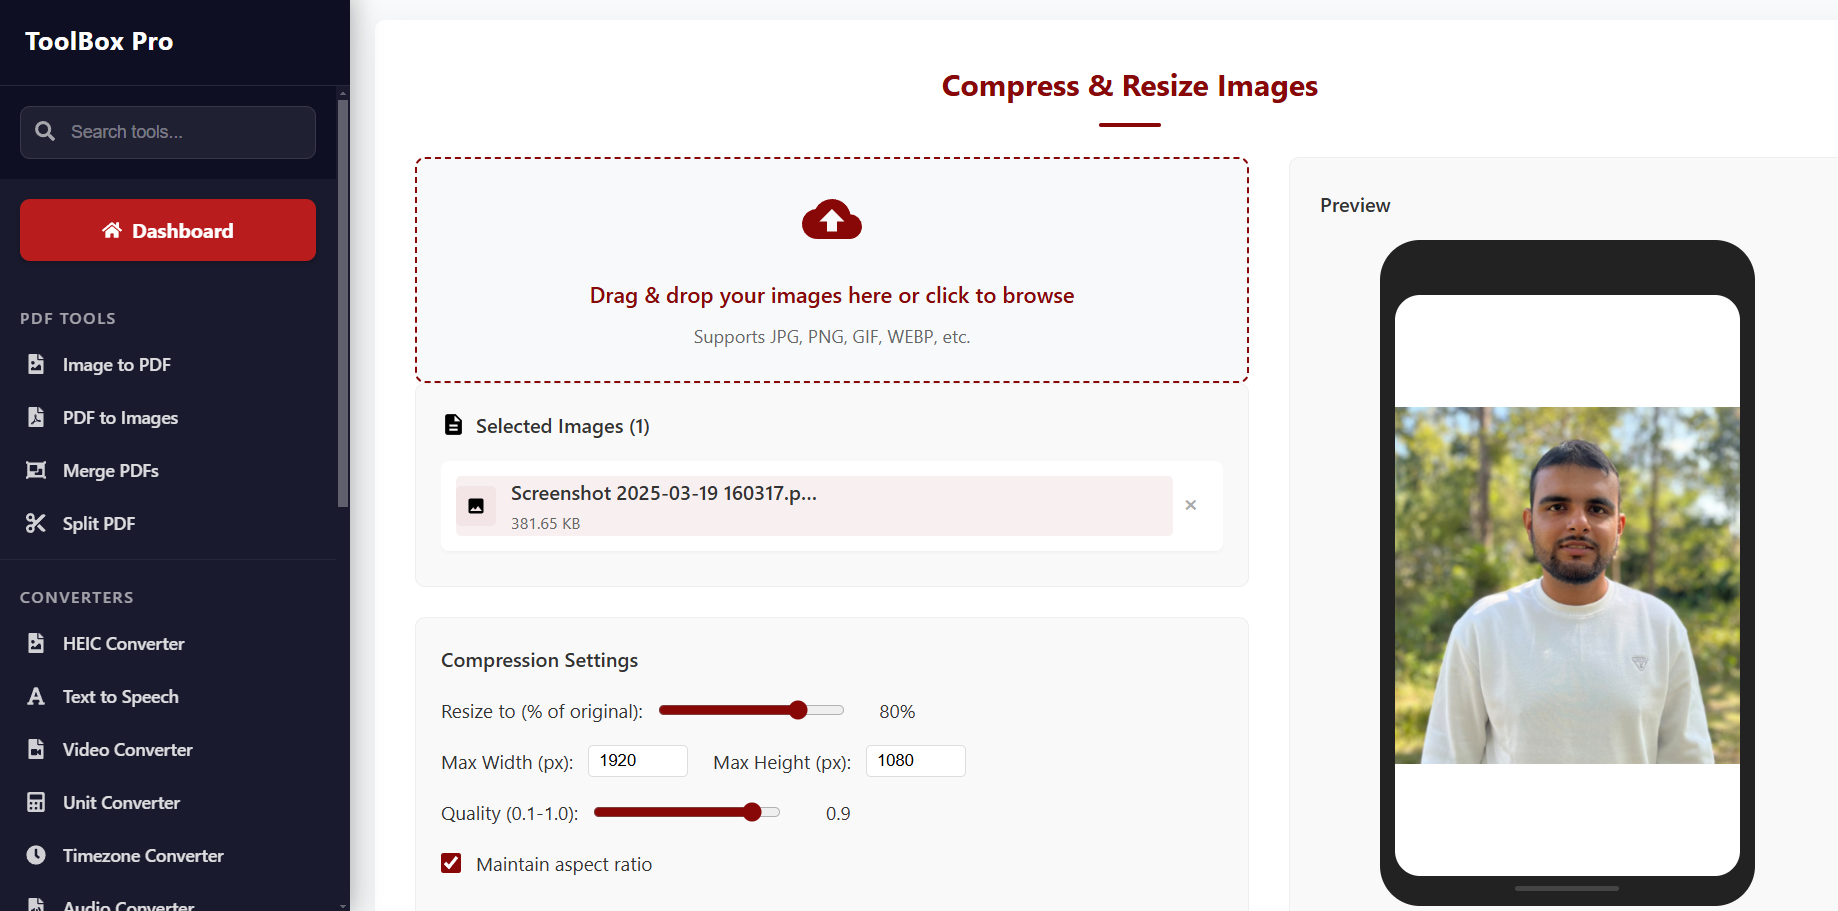 ToolBox Pro
Search tools...
Dashboard
PDF TOOLS
Image to PDF
PDF to Images
Merge PDFs
Split PDF
CONVERTERS
HEIC Converter
Text to Speech
Video Converter
Unit Converter
Timezone Converter
Audio Converter
Compress & Resize Images
Drag & drop your images here or click to browse
Supports JPG, PNG, GIF, WEBP, etc.
Selected Images (1)
Screenshot 2025-03-19 160317.p...
381.65 KB
Compression Settings
Resize to (% of original): 80%
Max Width (px): 1920 Max Height (px): 1080
Quality (0.1-1.0): 0.9
Maintain aspect ratio
Preview